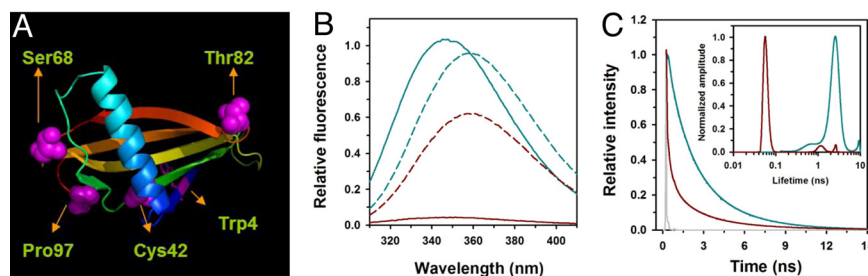 A
Ser68
Thr82
Pro97
Cys42
Trp4
B
Relative fluorescence
1.0
0.8
0.6
0.4
0.2
0.0
320
340
360
380
400
Wavelength (nm)
C
Relative intensity
1.2
1.0
0.8
0.6
0.4
0.2
0.0
0
3
6
9
12
15
Time (ns)
Normalized amplitude
1.0
0.8
0.6
0.4
0.2
0.0
0.01
0.1
1
10
Lifetime (ns)